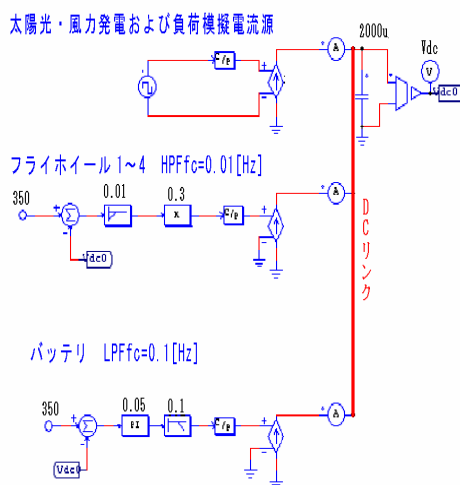 太陽光・風力発電および負荷模擬電流源
2000u
Vdc
A
V
Vdc0
C/p
+
-
フライホイール1～4 HPFfc=0.01[Hz]
350
0.01
0.3
Σ
K
C/p
A
Vdc0
DCリンク
バッテリ LPFfc=0.1[Hz]
350
0.05
0.1
Σ
PI
C/p
A
Vdc0